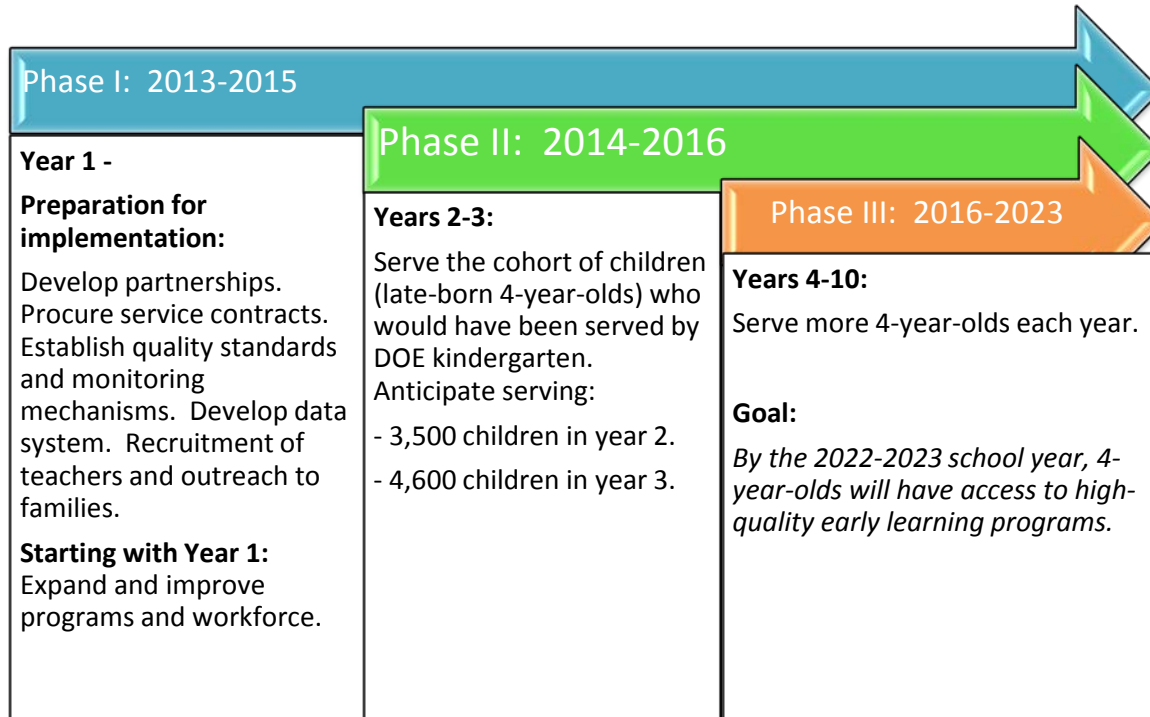 Phase I:  2013-2015
Year 1 -
Preparation for
implementation:
Develop partnerships.
Procure service contracts.
Establish quality standards
and monitoring
mechanisms.  Develop data
system.  Recruitment of
teachers and outreach to
families.
Starting with Year 1:
Expand and improve
programs and workforce.
Phase II:  2014-2016
Years 2-3:
Serve the cohort of children
(late-born 4-year-olds) who
would have been served by
DOE kindergarten.
Anticipate serving:
- 3,500 children in year 2.
- 4,600 children in year 3.
Phase III:  2016-2023
Years 4-10:
Serve more 4-year-olds each year.
Goal:
By the 2022-2023 school year, 4-
year-olds will have access to high-
quality early learning programs.